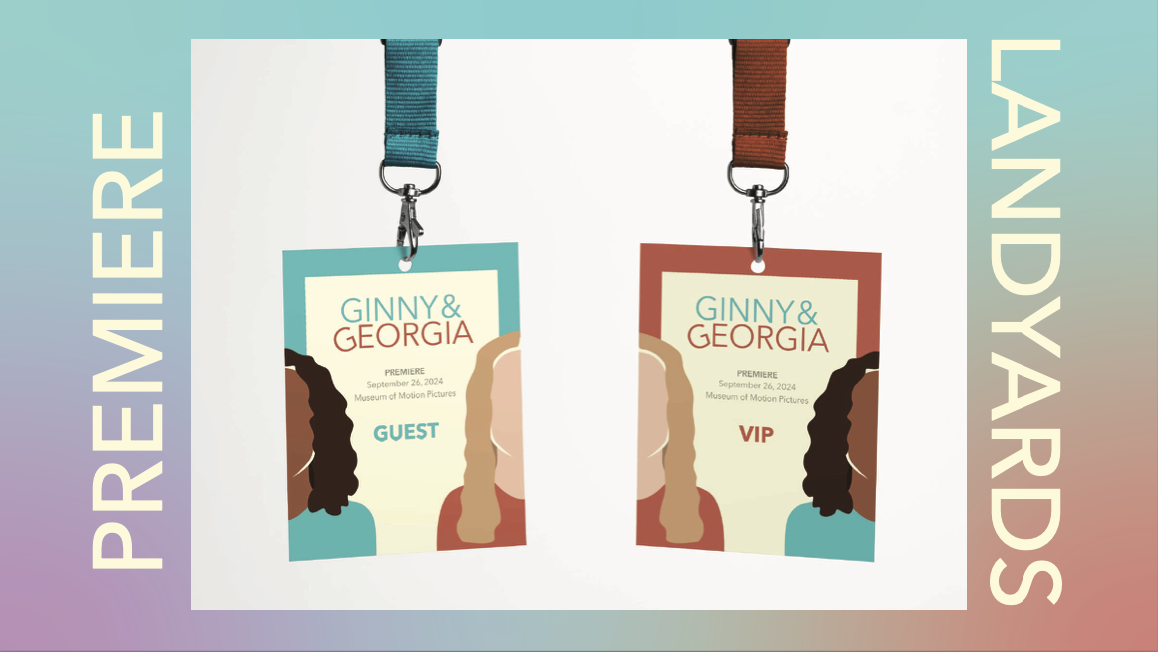 PREMIERE
GINNY&
GEORGIA
PREMIERE
September 26, 2024
Museum of Motion Pictures
GUEST
GINNY&
GEORGIA
PREMIERE
September 26, 2024
Museum of Motion Pictures
VIP
LANDYARDS